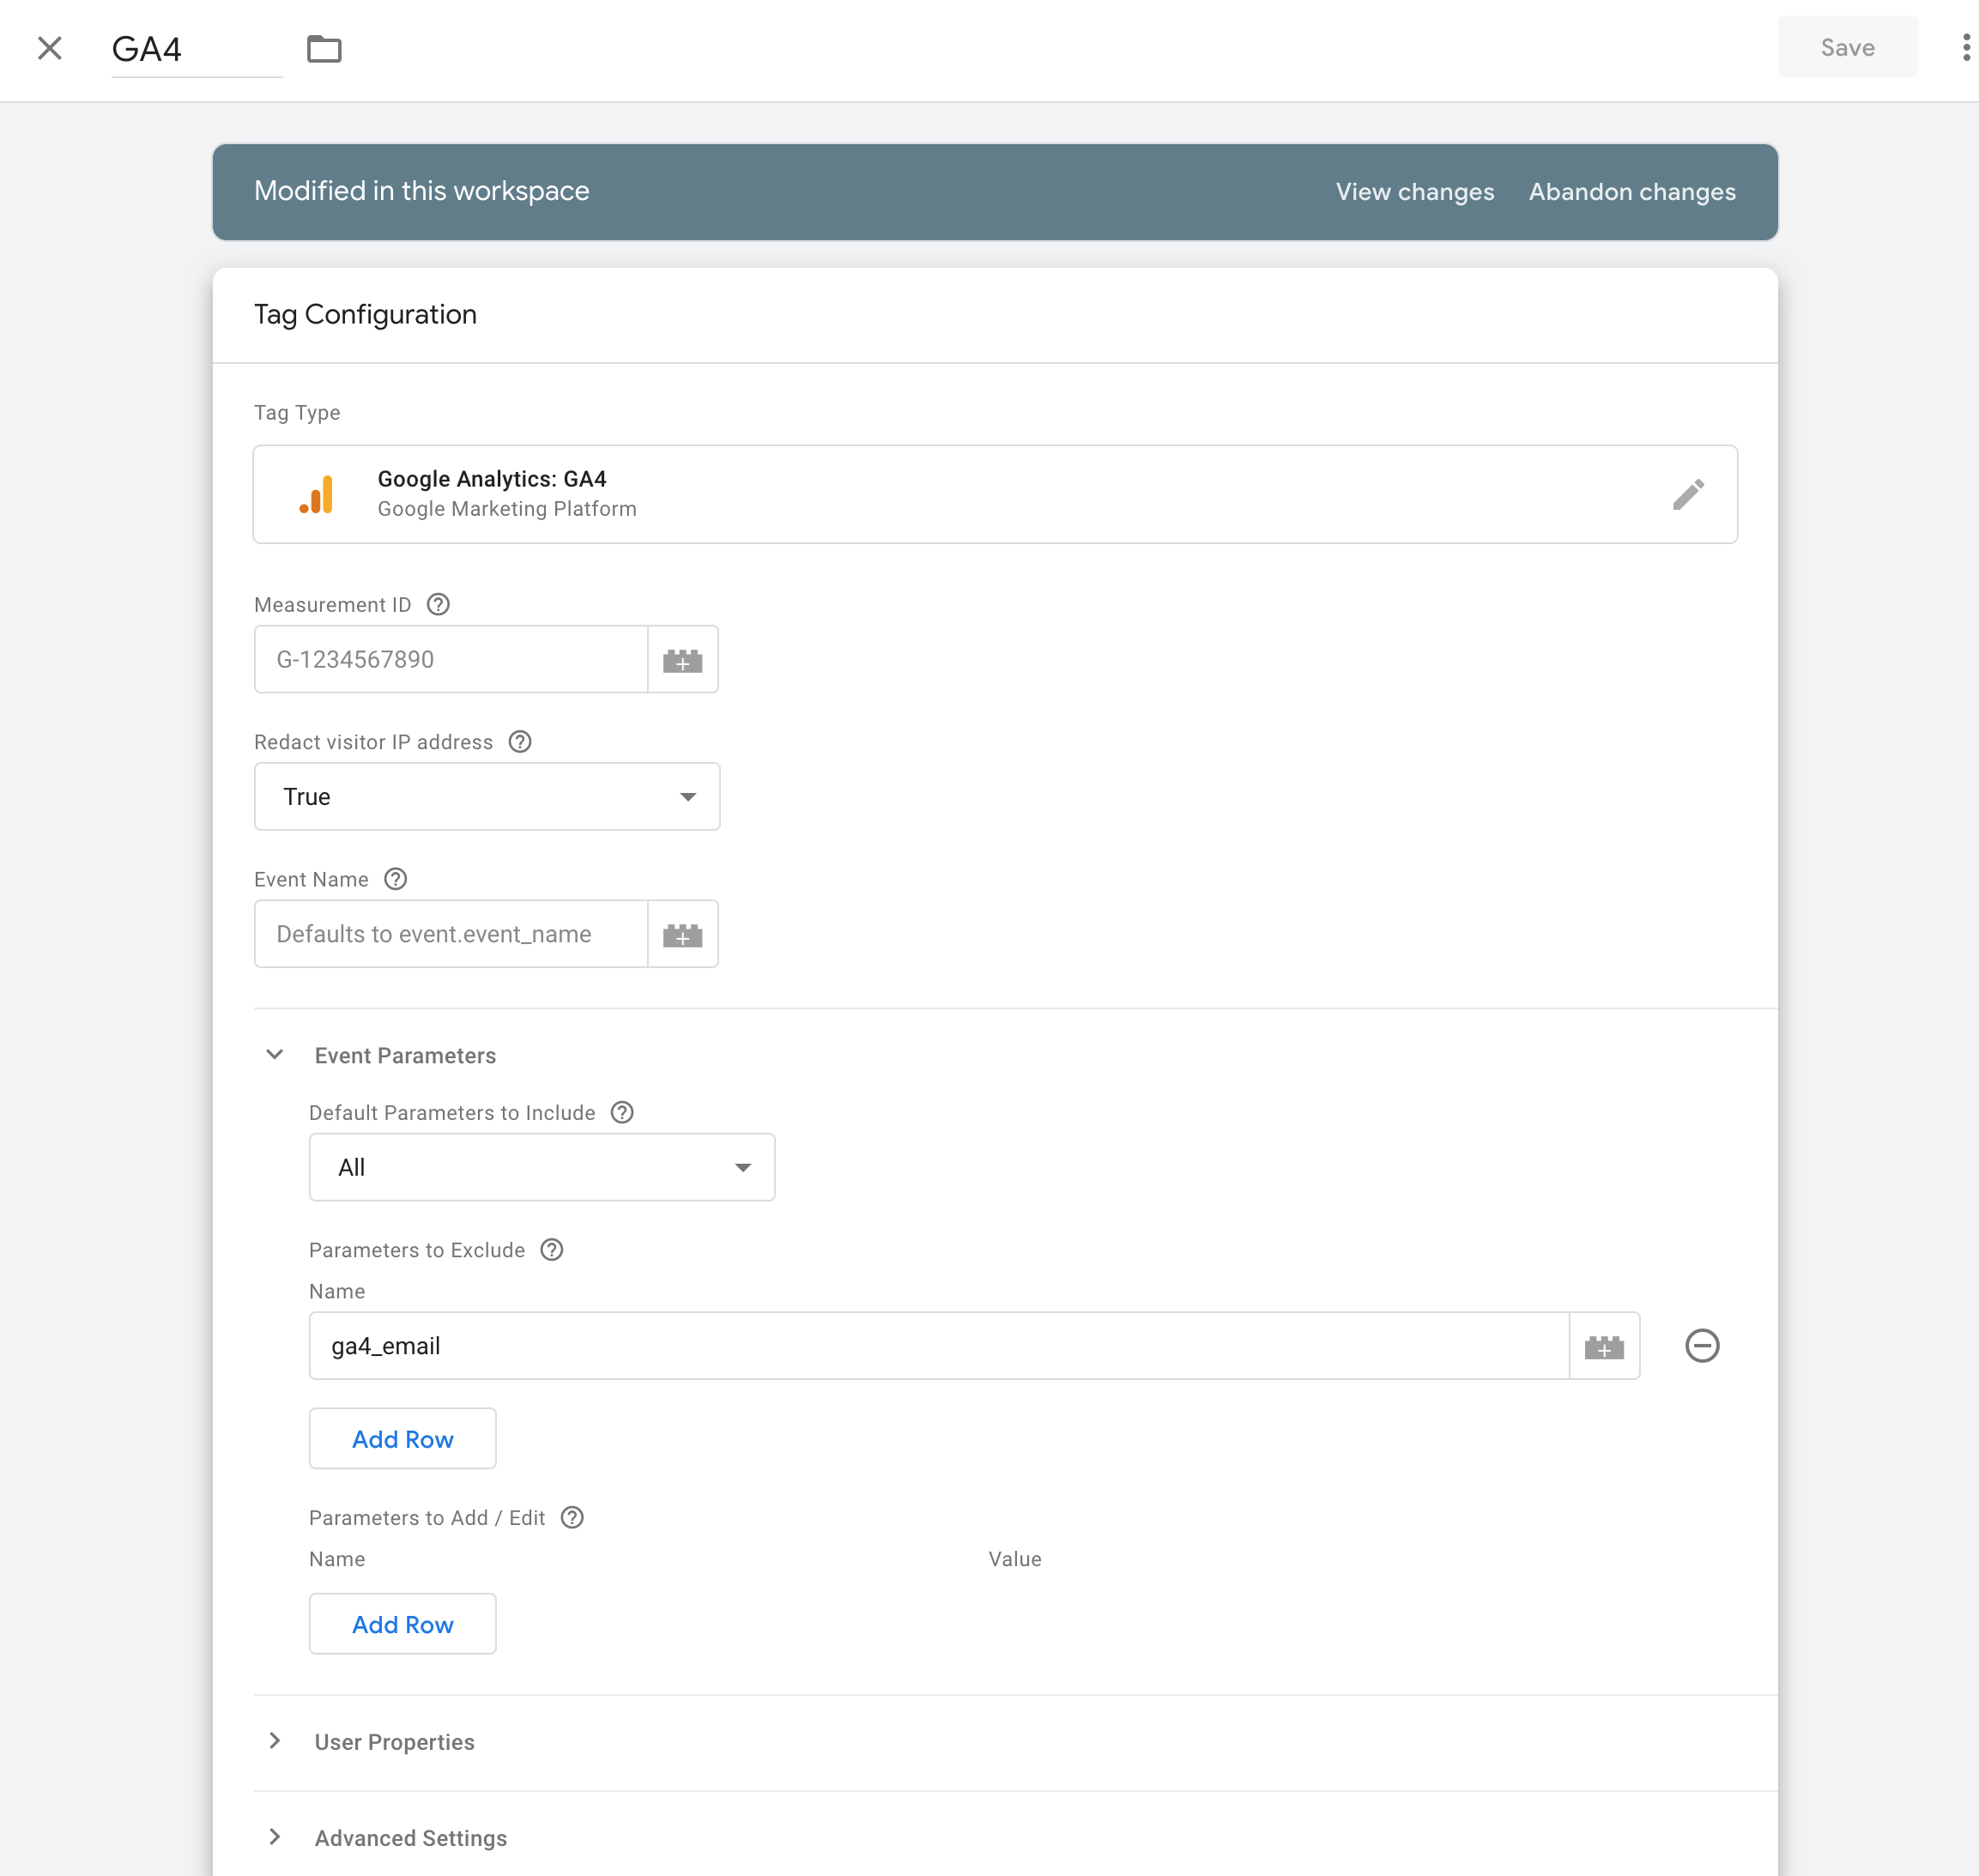 GA4
Save
Modified in this workspace
View changes
Abandon changes
Tag Configuration
Tag Type
Google Analytics: GA4
Google Marketing Platform
Measurement ID
G-1234567890
Redact visitor IP address
True
Event Name
Defaults to event.event_name
Event Parameters
Default Parameters to Include
All
Parameters to Exclude
Name
ga4_email
Add Row
Parameters to Add / Edit
Name
Value
Add Row
User Properties
Advanced Settings